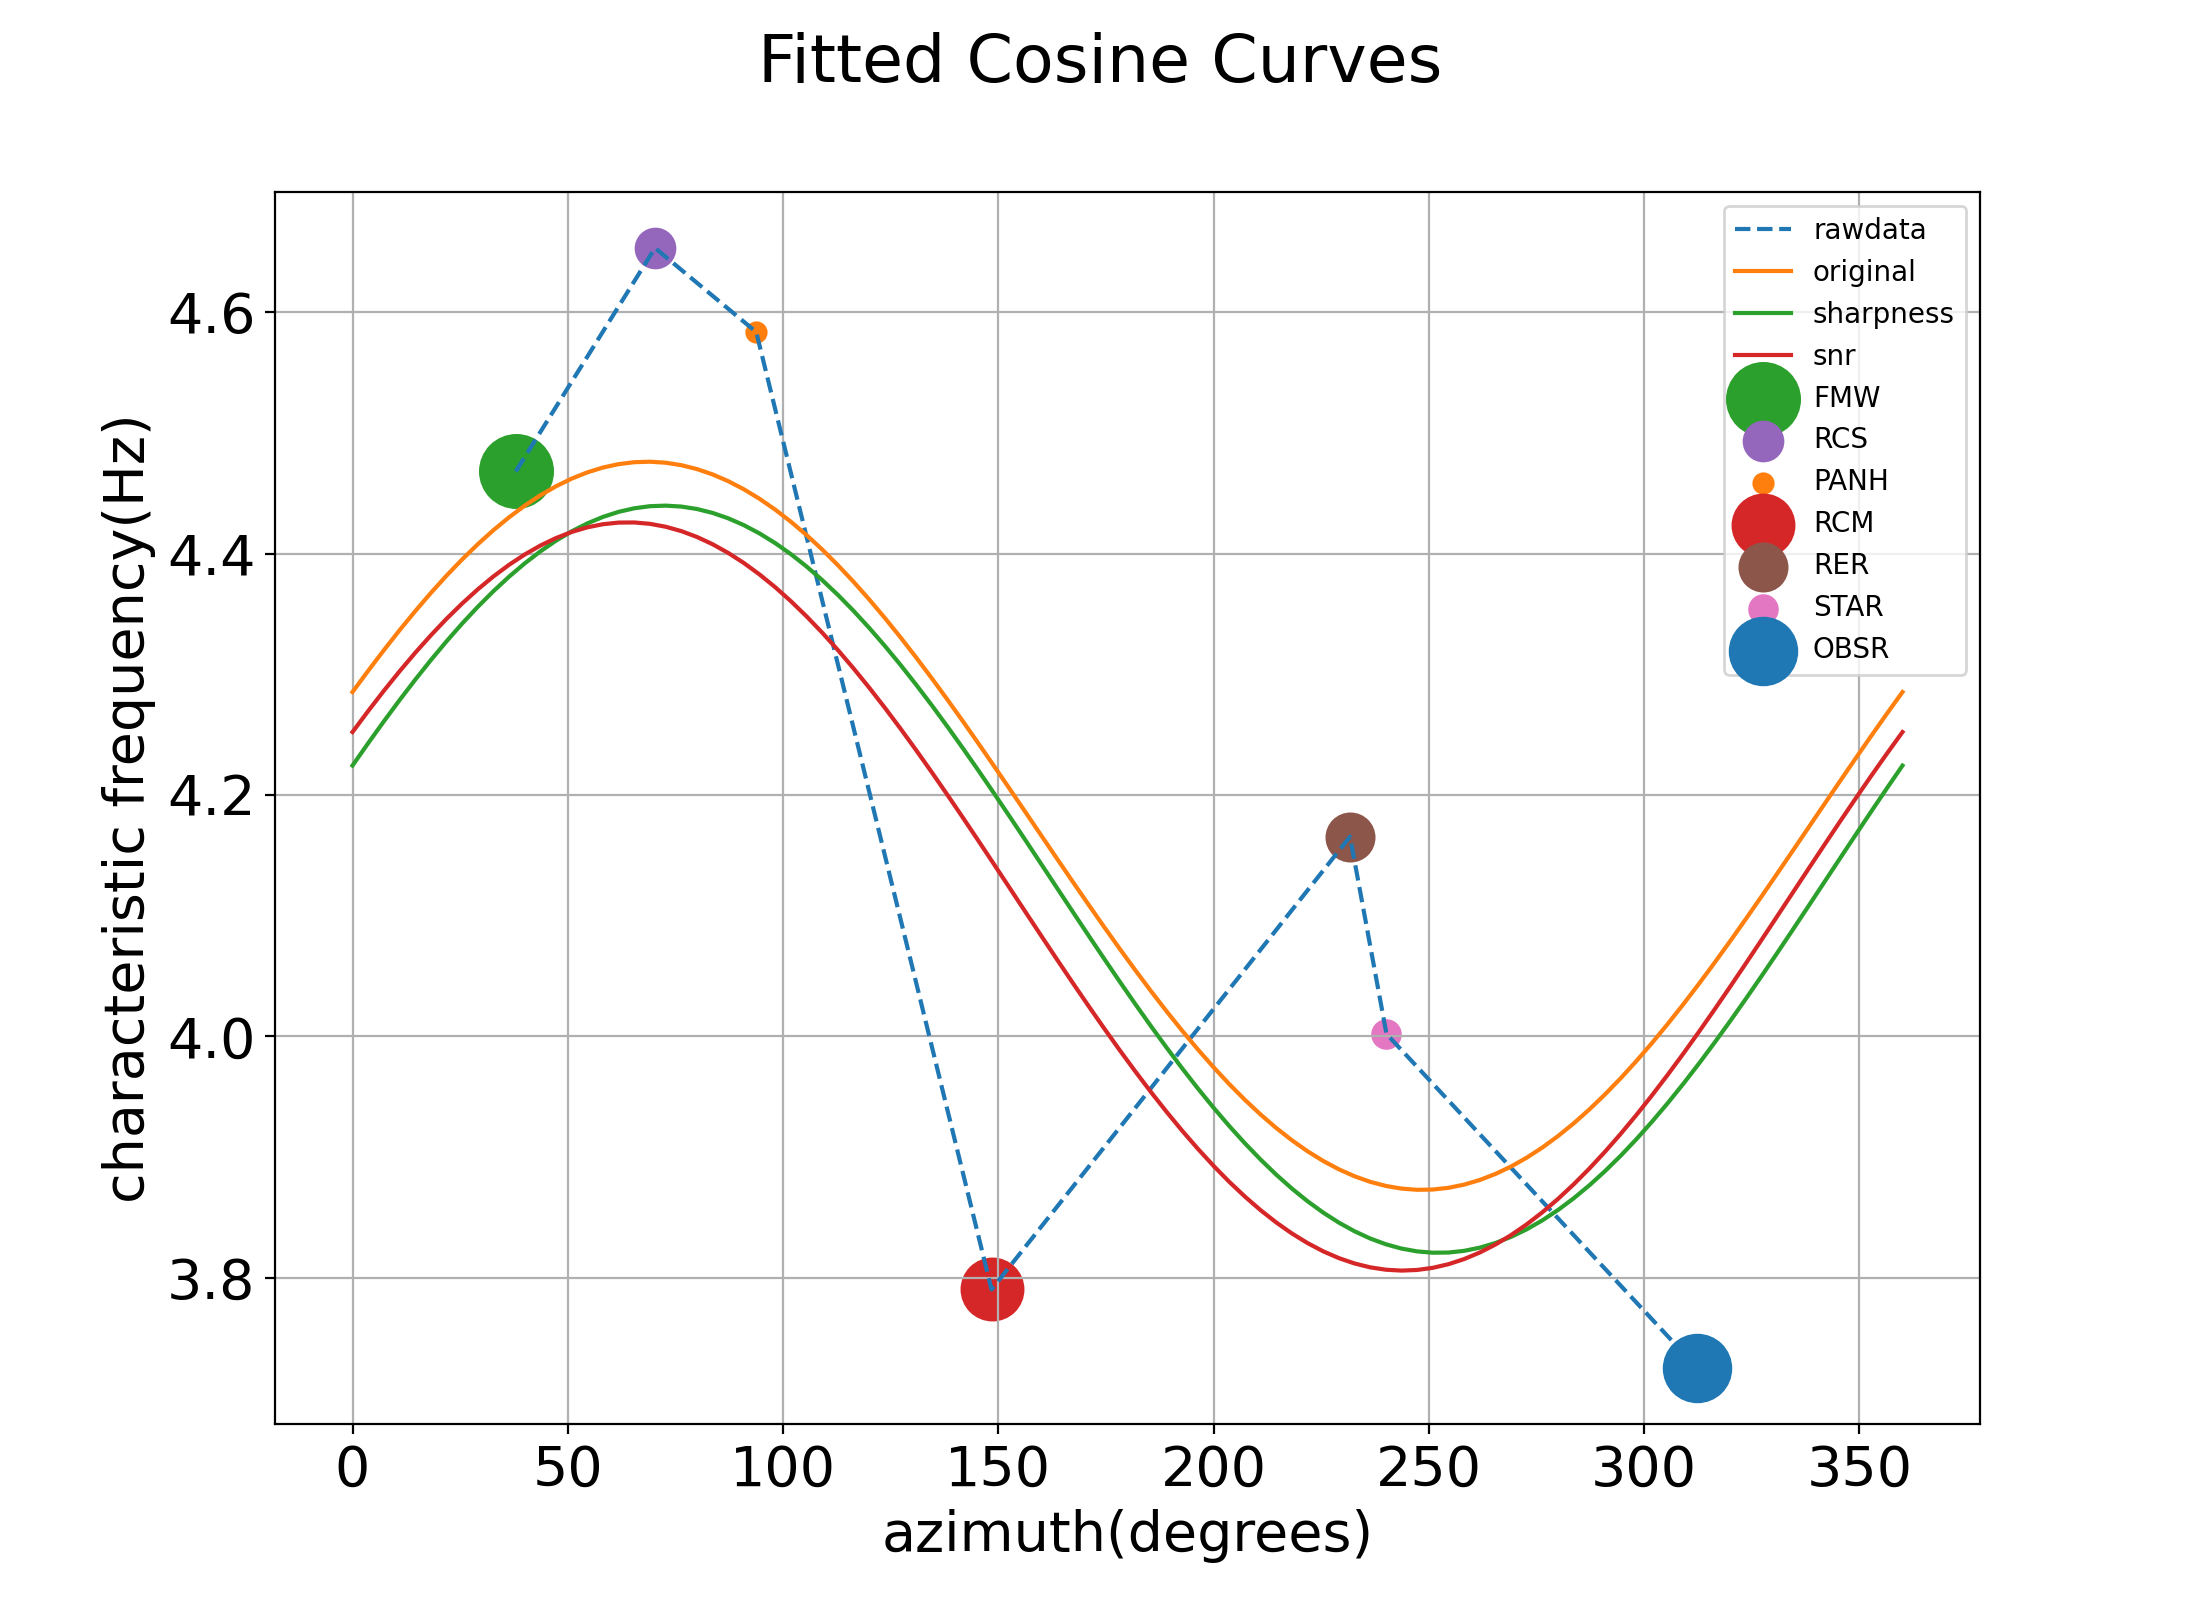 Fitted Cosine Curves
characteristic frequency(Hz)
4.6
4.4
4.2
4.0
3.8
0 50 100 150 200 250 300 350
azimuth(degrees)
rawdata
original
sharpness
snr
FMW
RCS
PANH
RCM
RER
STAR
OBSR